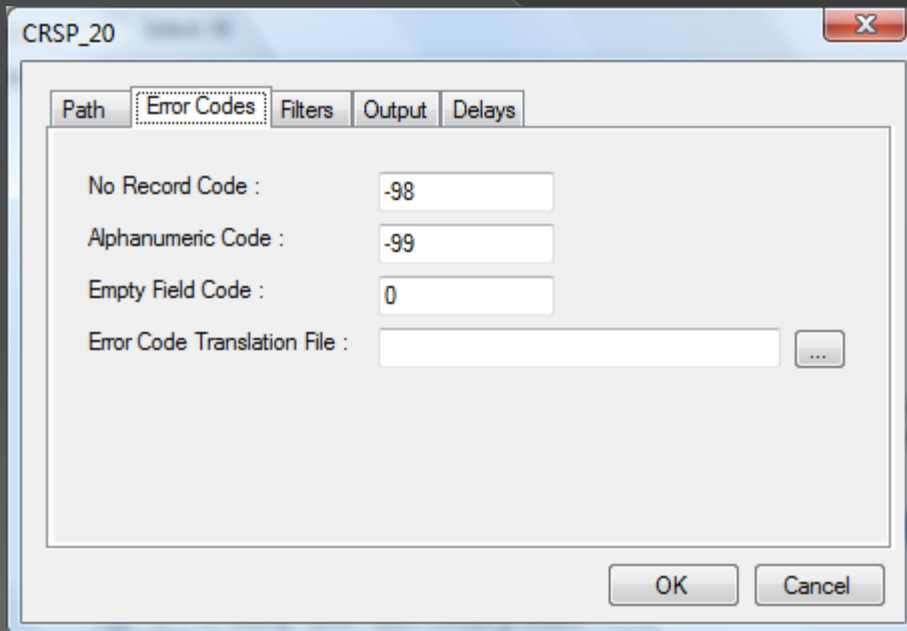 CRSP_20
Path Error Codes Filters Output Delays
No Record Code : -98
Alphanumeric Code : -99
Empty Field Code : 0
Error Code Translation File : ...
OK Cancel